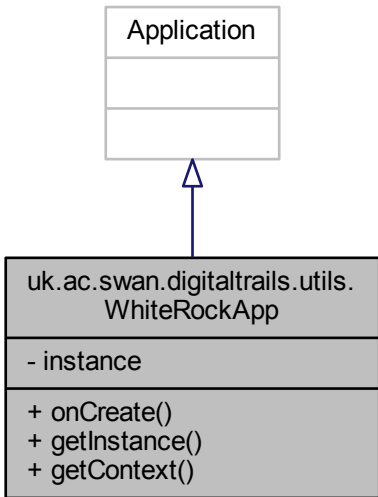 Application
uk.ac.swan.digitaltrails.utils.
WhiteRockApp
- instance
+ onCreate()
+ getInstance()
+ getContext()